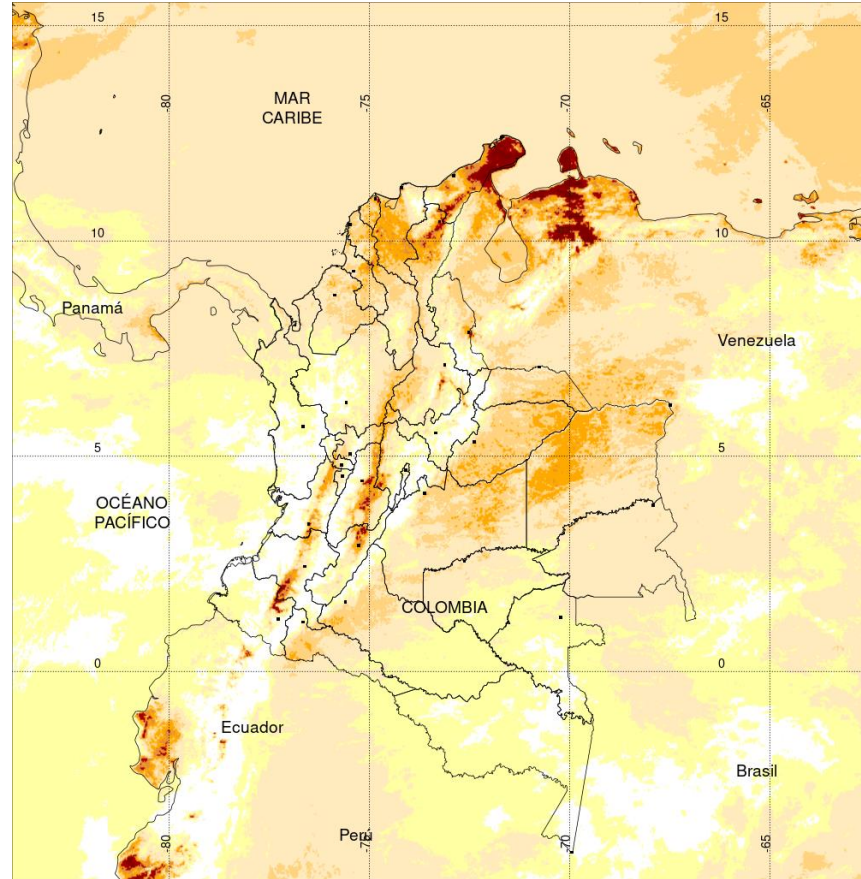 15
15
-80
-75
-70
-65
MAR
CARIBE
10
10
Panamá
Venezuela
5
5
OCÉANO
PACÍFICO
COLOMBIA
0
0
Ecuador
Brasil
Perú
-80
-75
-70
-65